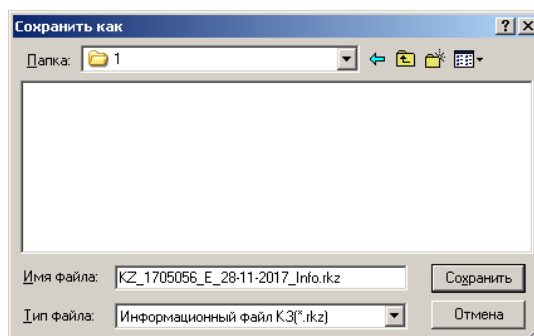 Сохранить как
Папка: 1
Имя файла: KZ_1705056_E_28-11-2017_Info.rkz Сохранить
Тип файла: Информационный файл КЗ(*.rkz) Отмена